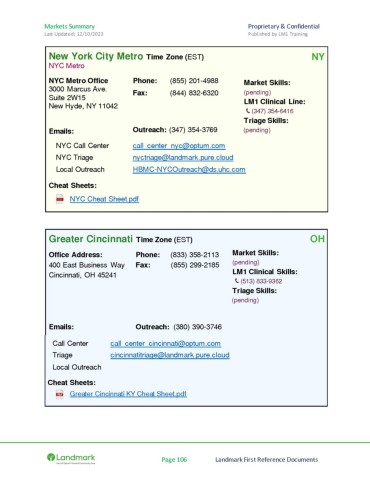 Markets Summary Proprietary & Confidential
Last Updated: 12/10/2023 Published by LM1 Training
New York City Metro Time Zone (EST) NY
NYC Metro
NYC Metro Office Phone: (855) 201-4988 Market Skills:
3000 Marcus Ave. Fax: (844) 832-6320 (pending)
Suite 2W15 LM1 Clinical Line:
New Hyde, NY 11042 (347) 354-6416
Triage Skills:
Emails: Outreach: (347) 354-3769 (pending)
NYC Call Center call_center_nyc@optum.com
NYC Triage nyctriage@landmark.pure.cloud
Local Outreach HBMC-NYCOutreach@ds.uhc.com
Cheat Sheets:
NYC Cheat Sheet.pdf
Greater Cincinnati Time Zone (EST) OH
Office Address: Phone: (833) 358-2113 Market Skills:
400 East Business Way Fax: (855) 299-2185 (pending)
Cincinnati, OH 45241 LM1 Clinical Skills:
(513) 833-9362
Triage Skills:
(pending)
Emails: Outreach: (380) 390-3746
Call Center call_center_cincinnati@optum.com
Triage cincinnatitriage@landmark.pure.cloud
Local Outreach
Cheat Sheets:
Greater Cincinnati KY Cheat Sheet.pdf
Landmark Page 106 Landmark First Reference Documents